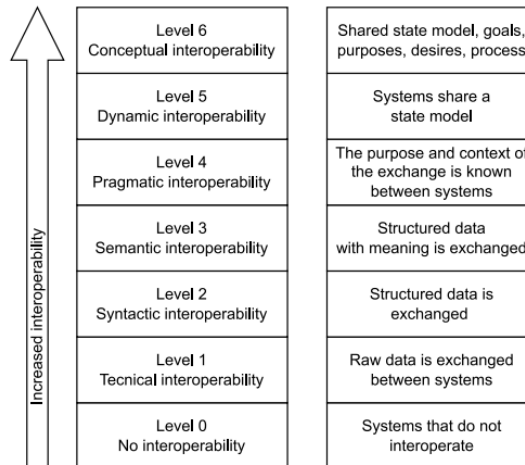 Level 6
Conceptual interoperability
Shared state model, goals,
purposes, desires, process
Level 5
Dynamic interoperability
Systems share a
state model
Level 4
Pragmatic interoperability
The purpose and context of
the exchange is known
between systems
Level 3
Semantic interoperability
Structured data
with meaning is exchanged
Level 2
Syntactic interoperability
Structured data is
exchanged
Level 1
Tecnical interoperability
Raw data is exchanged
between systems
Level 0
No interoperability
Systems that do not
interoperate
Increased interoperability